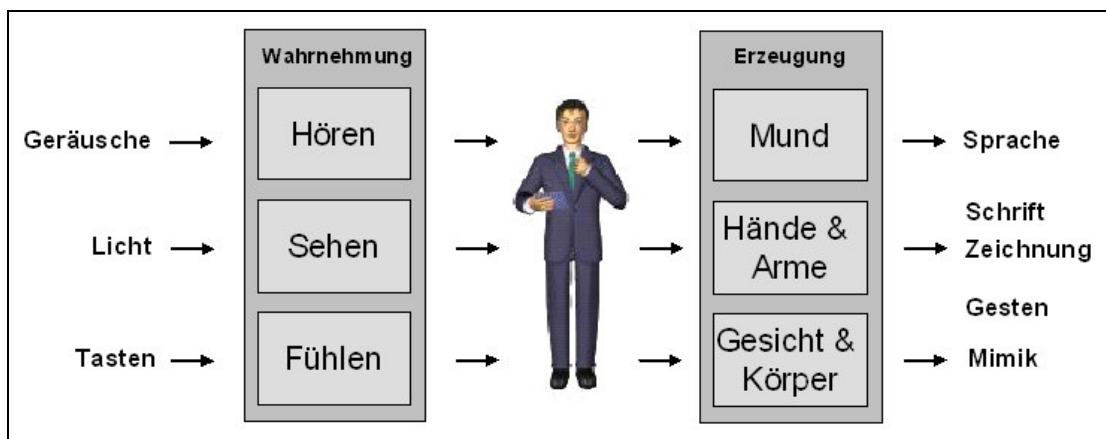 Wahrnehmung
Erzeugung
Geräusche
Hören
Mund
Sprache
Licht
Sehen
Hände &
Arme
Schrift
Zeichnung
Tasten
Fühlen
Gesicht &
Körper
Gesten
Mimik